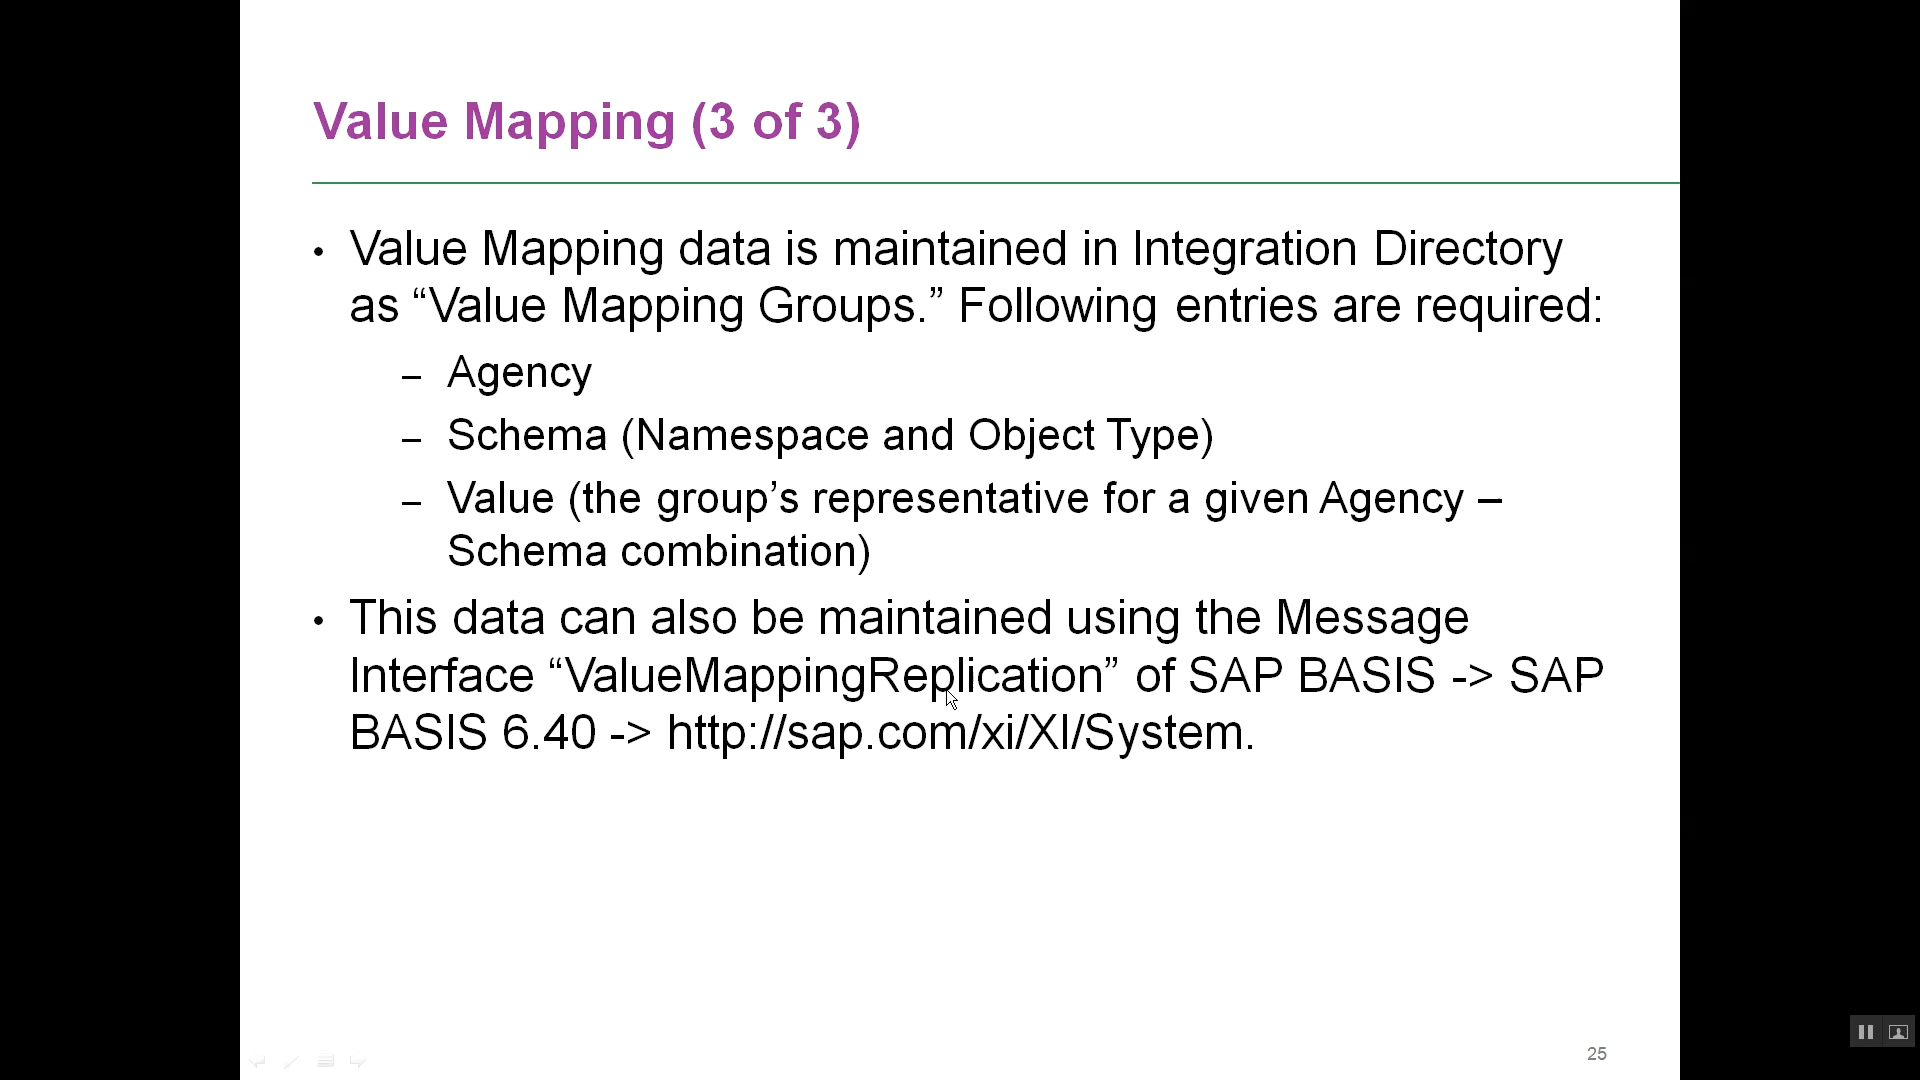 Value Mapping (3 of 3)
• Value Mapping data is maintained in Integration Directory
as “Value Mapping Groups.” Following entries are required:
– Agency
– Schema (Namespace and Object Type)
– Value (the group’s representative for a given Agency –
Schema combination)
• This data can also be maintained using the Message
Interface “ValueMappingReplication” of SAP BASIS -> SAP
BASIS 6.40 -> http://sap.com/xi/XI/System.
25